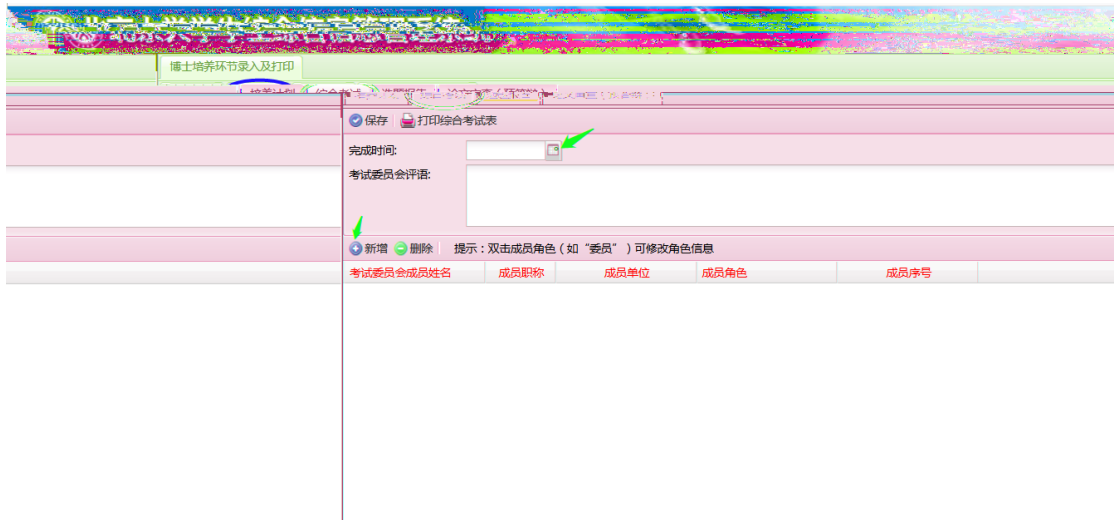 博士培养环节录入及打印
保存 打印综合考试表
完成时间:
考试委员会评语:
新增 删除 提示：双击成员角色（如“委员”）可修改角色信息
考试委员会成员姓名 成员职称 成员单位 成员角色 成员序号